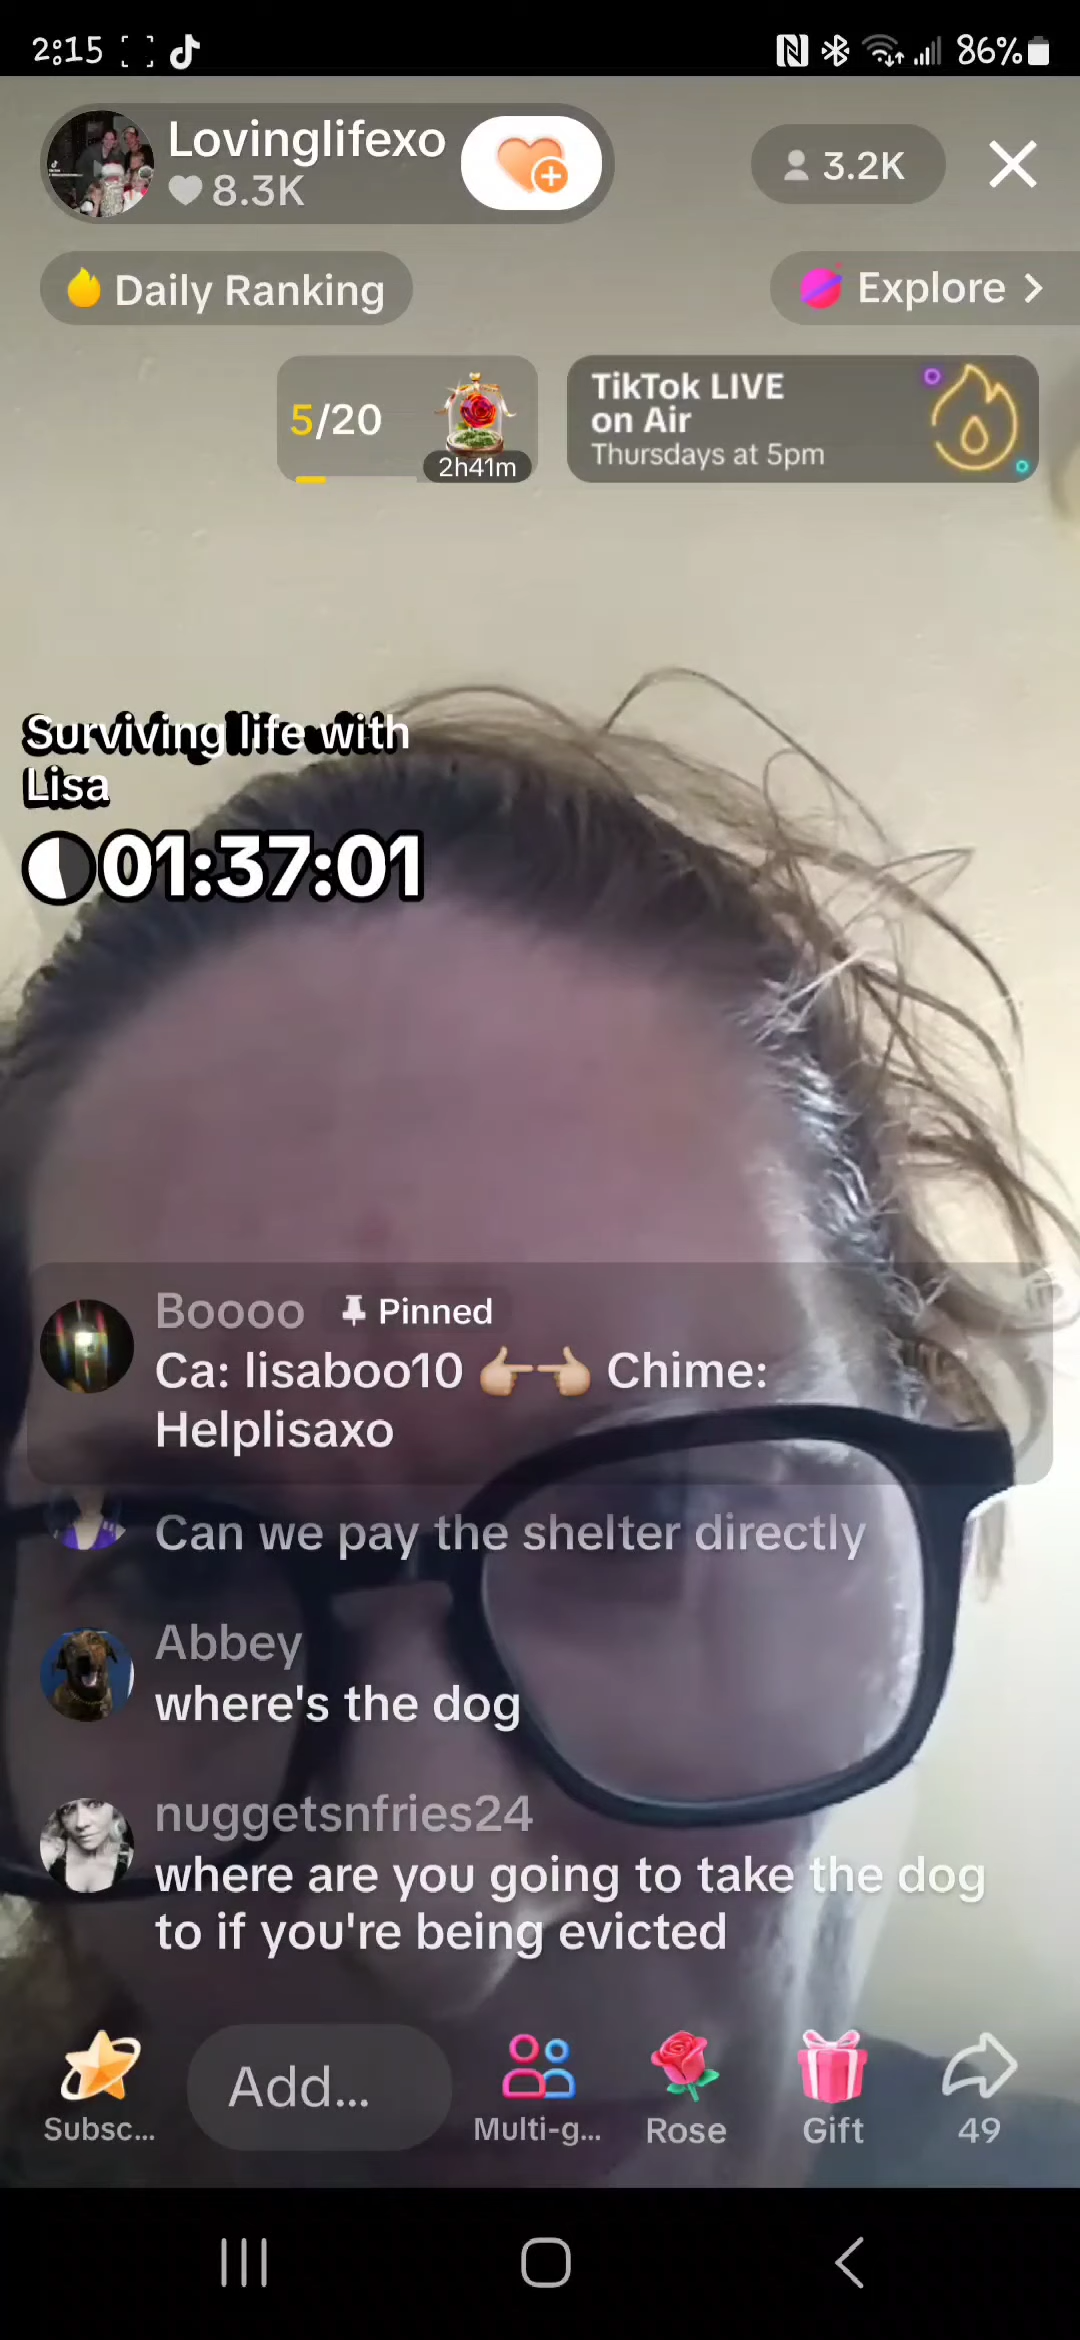 2:15 86%
Lovinglifexo
8.3K
3.2K
Daily Ranking
Explore
5/20
2h41m
TikTok LIVE
on Air
Thursdays at 5pm
Surviving life with
Lisa
01:37:01
Boooo Pinned
Ca: lisaboo10 🫱🫲 Chime:
Helplisaxo
Can we pay the shelter directly
Abbey
where's the dog
nuggetsnfries24
where are you going to take the dog
to if you're being evicted
Subsc...
Add...
Multi-g...
Rose
Gift
49